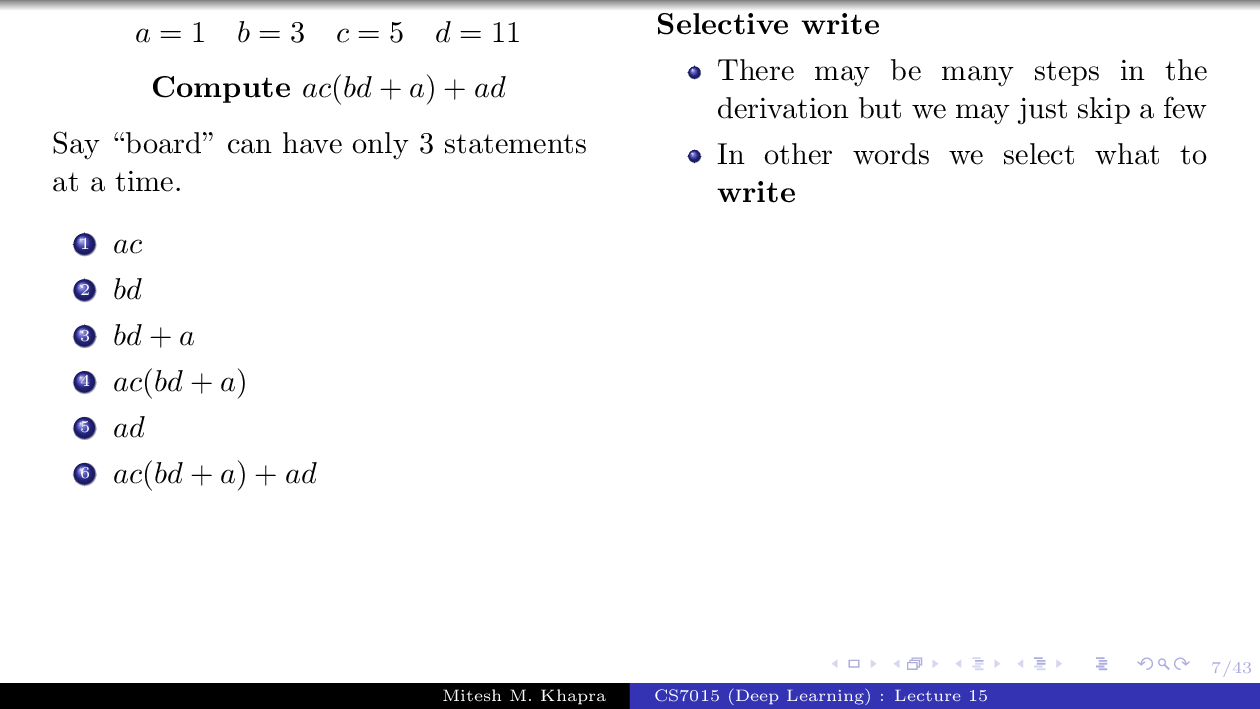 a = 1 b = 3 c = 5 d = 11
Compute ac(bd + a) + ad
Say “board” can have only 3 statements
at a time.
1 ac
2 bd
3 bd + a
4 ac(bd + a)
5 ad
6 ac(bd + a) + ad
Selective write
There may be many steps in the
derivation but we may just skip a few
In other words we select what to
write
7/43
Mitesh M. Khapra
CS7015 (Deep Learning) : Lecture 15